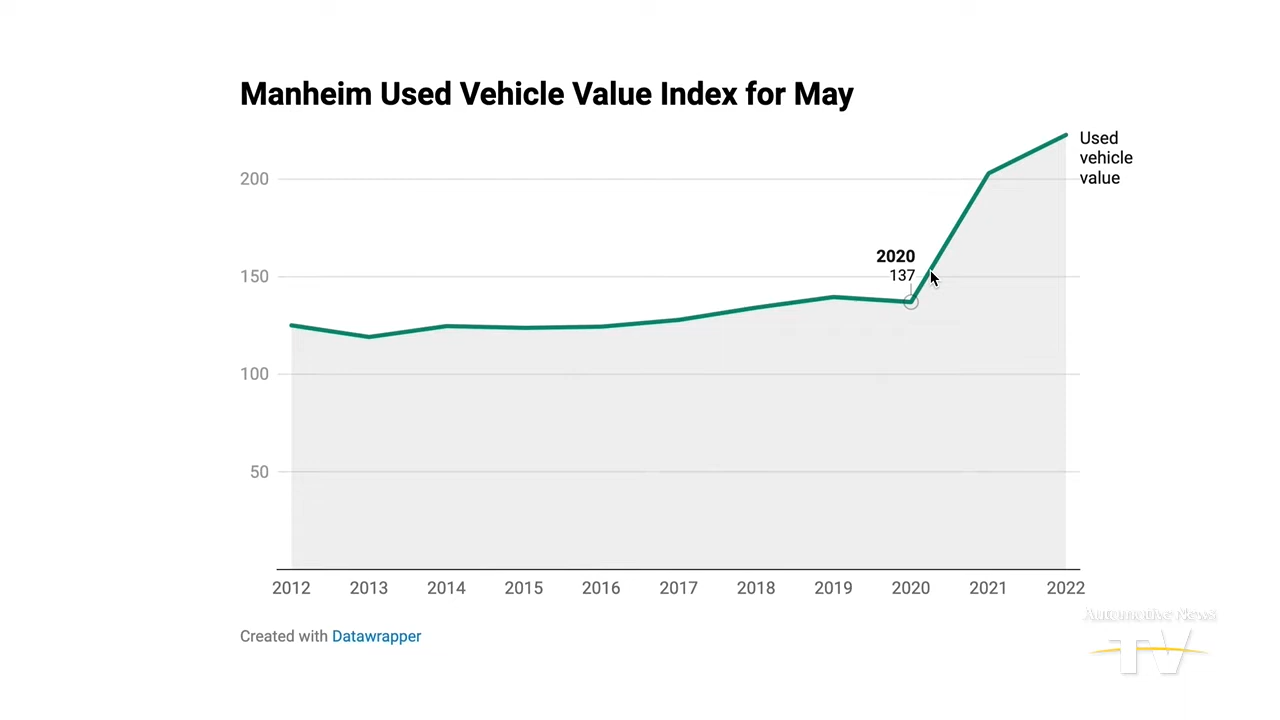 Manheim Used Vehicle Value Index for May
Used
vehicle
value
200
2020
137
150
100
50
2012 2013 2014 2015 2016 2017 2018 2019 2020 2021 2022
Automotive News
TV
Created with Datawrapper